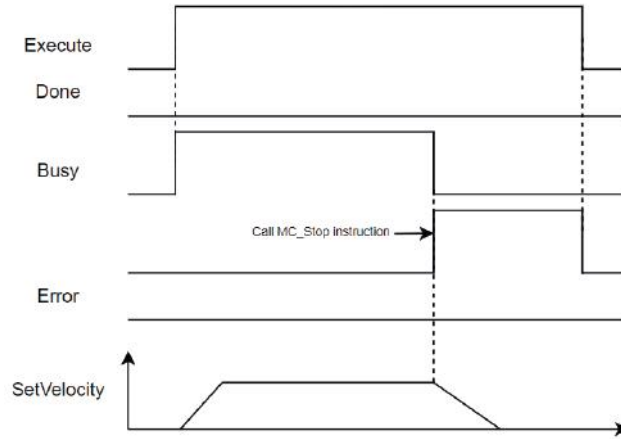 Execute
Done
Busy
Call MC_Stop instruction
Error
SetVelocity